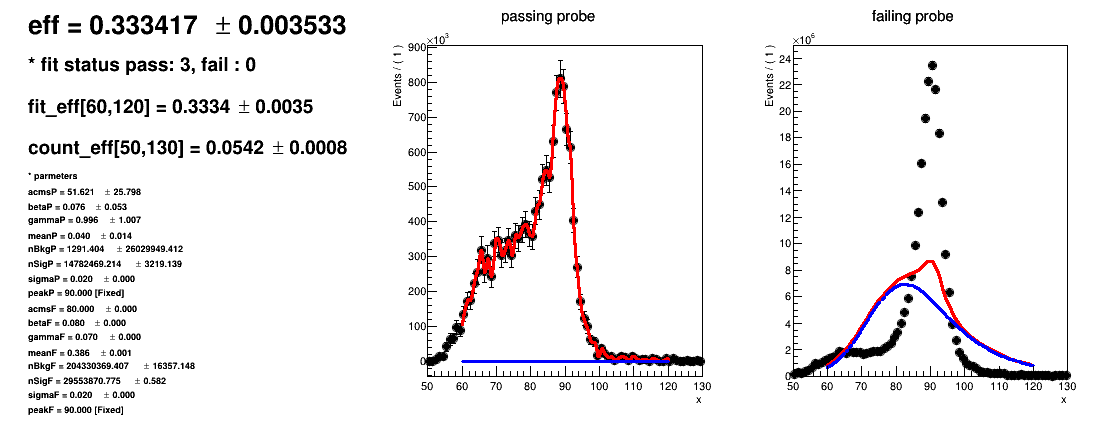 eff = 0.333417 ± 0.003533
* fit status pass: 3, fail : 0
fit_eff[60,120] = 0.3334 ± 0.0035
count_eff[50,130] = 0.0542 ± 0.0008
* parmeters
acmsP = 51.621 ± 25.798
betaP = 0.076 ± 0.053
gammaP = 0.996 ± 1.007
meanP = 0.040 ± 0.014
nBkgP = 1291.404 ± 26029949.412
nSigP = 14782469.214 ± 3219.139
sigmaP = 0.020 ± 0.000
peakP = 90.000 [Fixed]
acmsF = 80.000 ± 0.000
betaF = 0.080 ± 0.000
gammaF = 0.070 ± 0.000
meanF = 0.386 ± 0.001
nBkgF = 204330369.407 ± 16357.148
nSigF = 29553870.775 ± 0.582
sigmaF = 0.020 ± 0.000
peakF = 90.000 [Fixed]
passing probe
×10³
Events / ( 1 )
900
800
700
600
500
400
300
200
100
0
50 60 70 80 90 100 110 120 130
x
failing probe
×10⁶
Events / ( 1 )
24
22
20
18
16
14
12
10
8
6
4
2
0
50 60 70 80 90 100 110 120 130
x